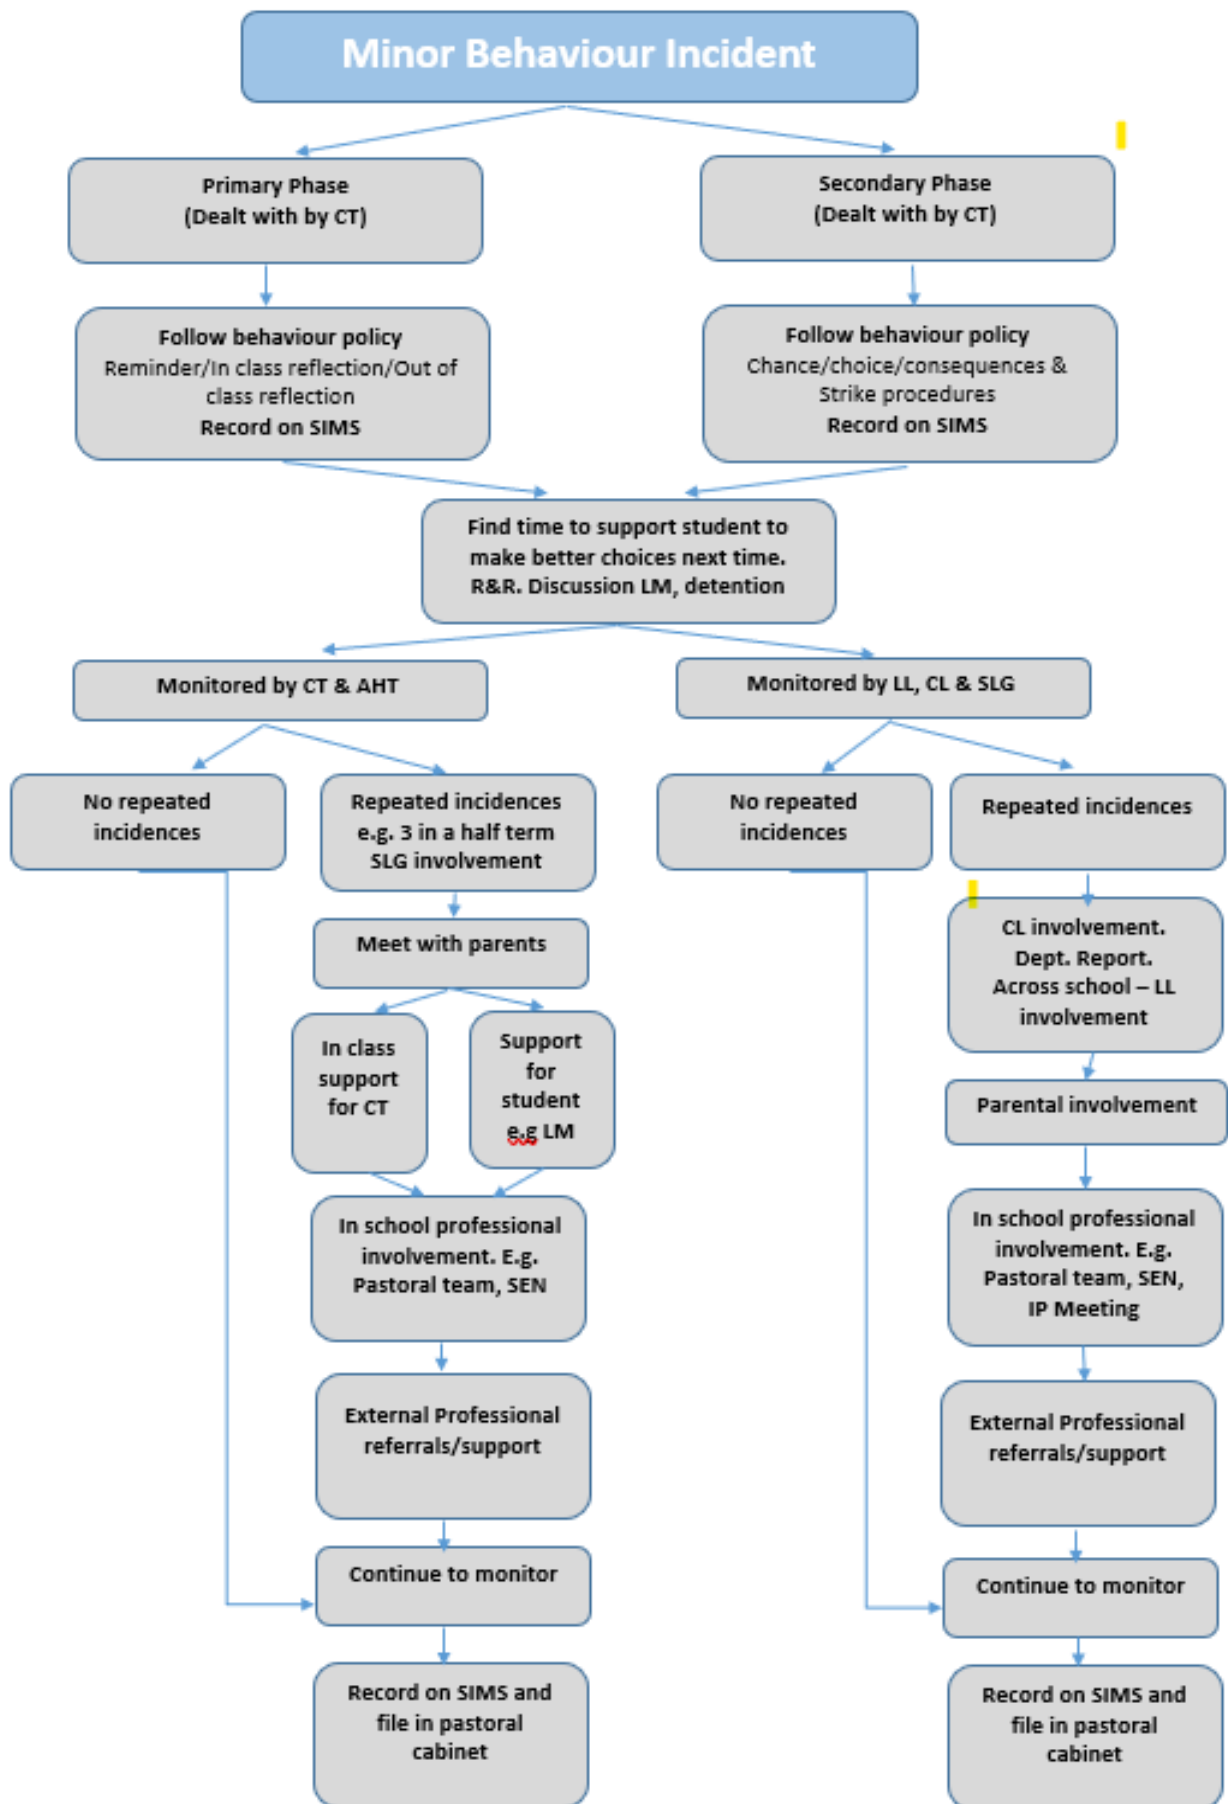 Minor Behaviour Incident
Primary Phase
(Dealt with by CT)
Secondary Phase
(Dealt with by CT)
Follow behaviour policy
Reminder/In class reflection/Out of
class reflection
Record on SIMS
Follow behaviour policy
Chance/choice/consequences &
Strike procedures
Record on SIMS
Find time to support student to
make better choices next time.
R&R. Discussion LM, detention
Monitored by CT & AHT
Monitored by LL, CL & SLG
No repeated
incidences
Repeated incidences
e.g. 3 in a half term
SLG involvement
No repeated
incidences
Repeated incidences
Meet with parents
CL involvement.
Dept. Report.
Across school – LL
involvement
In class
support
for CT
Support
for
student
e.g LM
Parental involvement
In school professional
involvement. E.g.
Pastoral team, SEN
In school professional
involvement. E.g.
Pastoral team, SEN,
IP Meeting
External Professional
referrals/support
External Professional
referrals/support
Continue to monitor
Continue to monitor
Record on SIMS and
file in pastoral
cabinet
Record on SIMS and
file in pastoral
cabinet